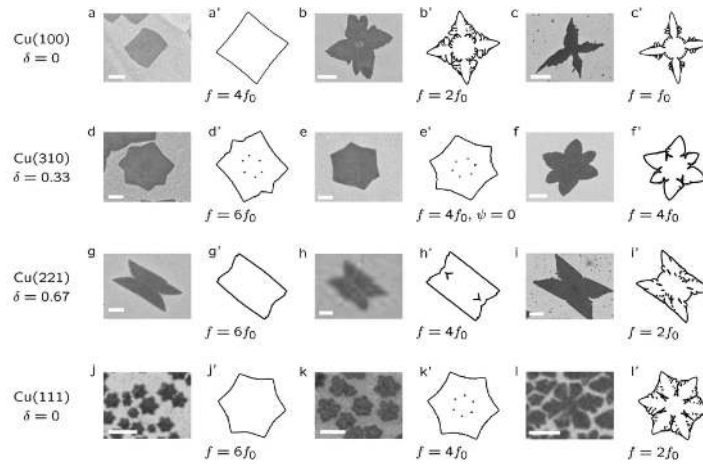 a a' b b' c c'
Cu(100)
δ = 0
f = 4f₀ f = 2f₀ f = f₀
d d' e e' f f'
Cu(310)
δ = 0.33
f = 6f₀ f = 4f₀, ψ = 0 f = 4f₀
g g' h h' i i'
Cu(221)
δ = 0.67
f = 6f₀ f = 4f₀ f = 2f₀
j j' k k' l l'
Cu(111)
δ = 0
f = 6f₀ f = 4f₀ f = 2f₀